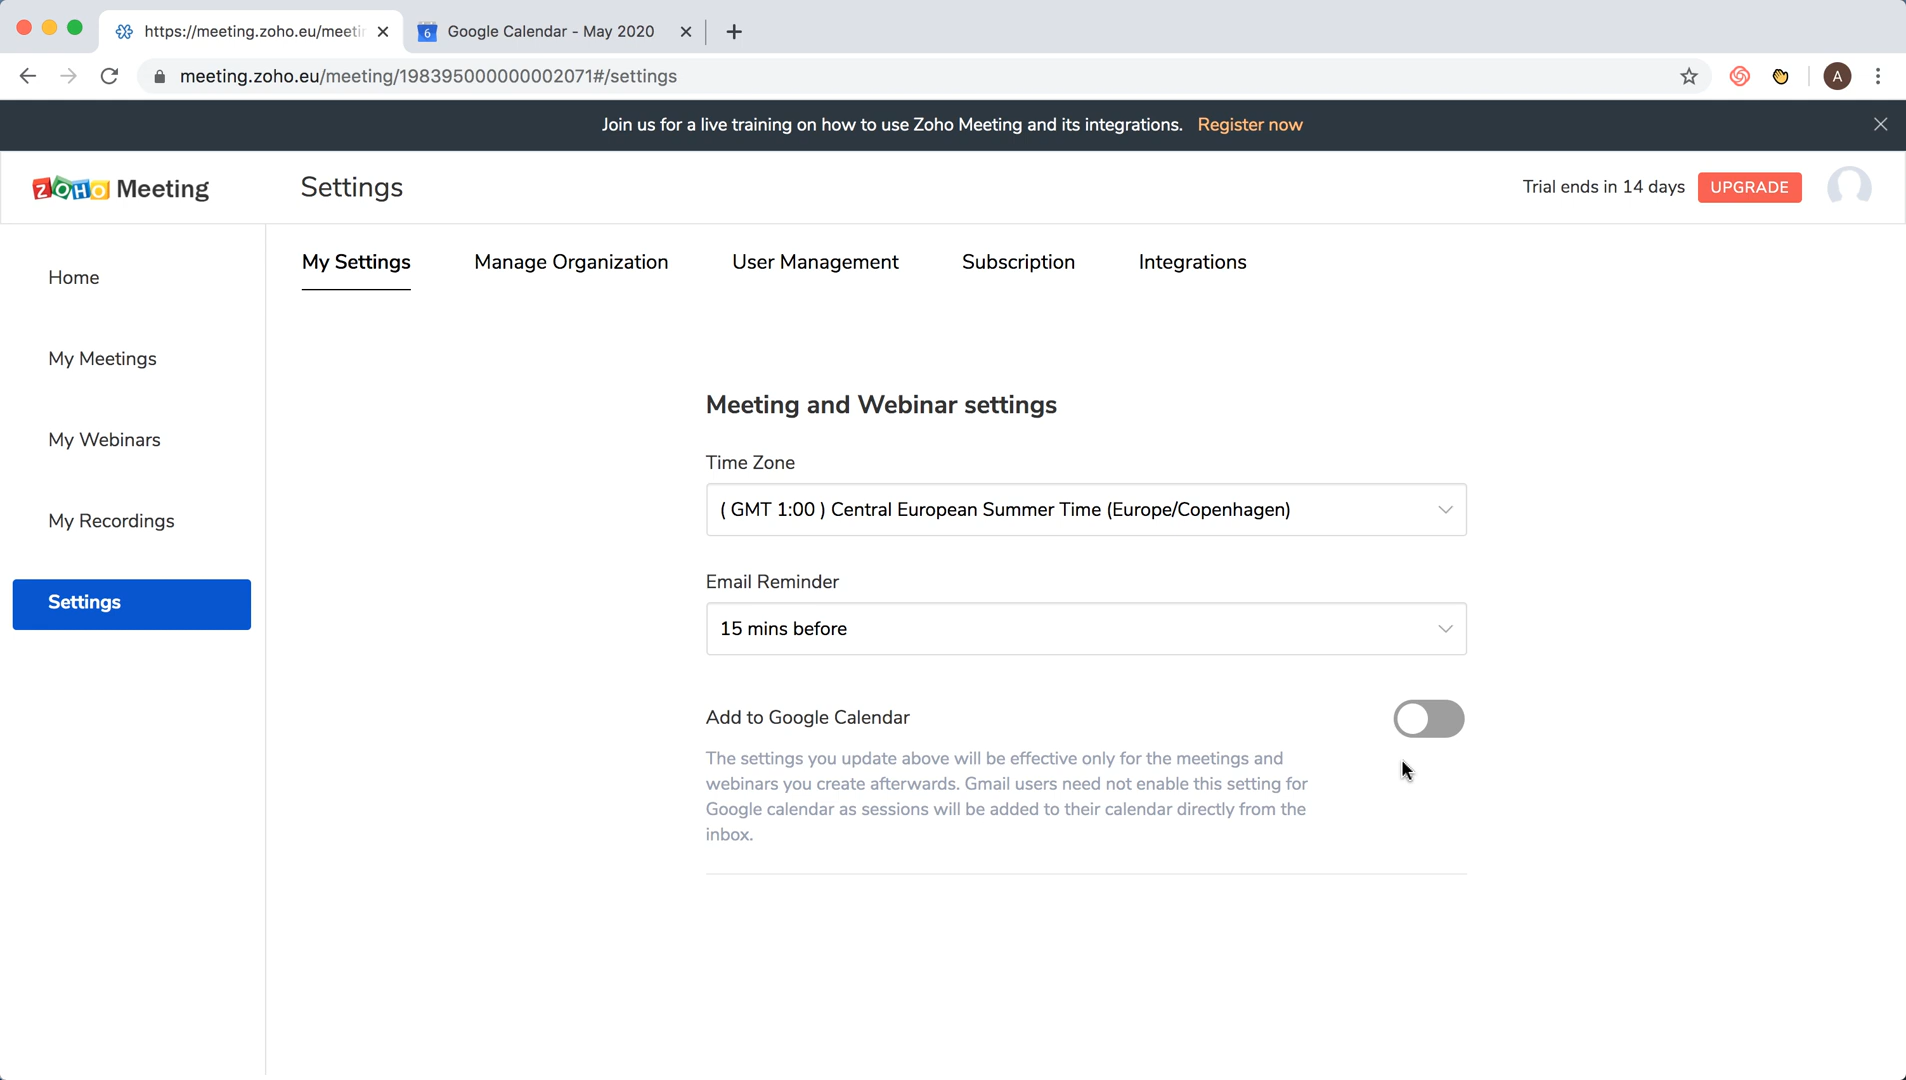 https://meeting.zoho.eu/meeti
6
Google Calendar - May 2020
meeting.zoho.eu/meeting/198395000000002071#/settings
A
Join us for a live training on how to use Zoho Meeting and its integrations. Register now
ZOHO Meeting
Settings
Trial ends in 14 days
UPGRADE
Home
My Meetings
My Webinars
My Recordings
Settings
My Settings
Manage Organization
User Management
Subscription
Integrations
Meeting and Webinar settings
Time Zone
( GMT 1:00 ) Central European Summer Time (Europe/Copenhagen)
Email Reminder
15 mins before
Add to Google Calendar
The settings you update above will be effective only for the meetings and
webinars you create afterwards. Gmail users need not enable this setting for
Google calendar as sessions will be added to their calendar directly from the
inbox.